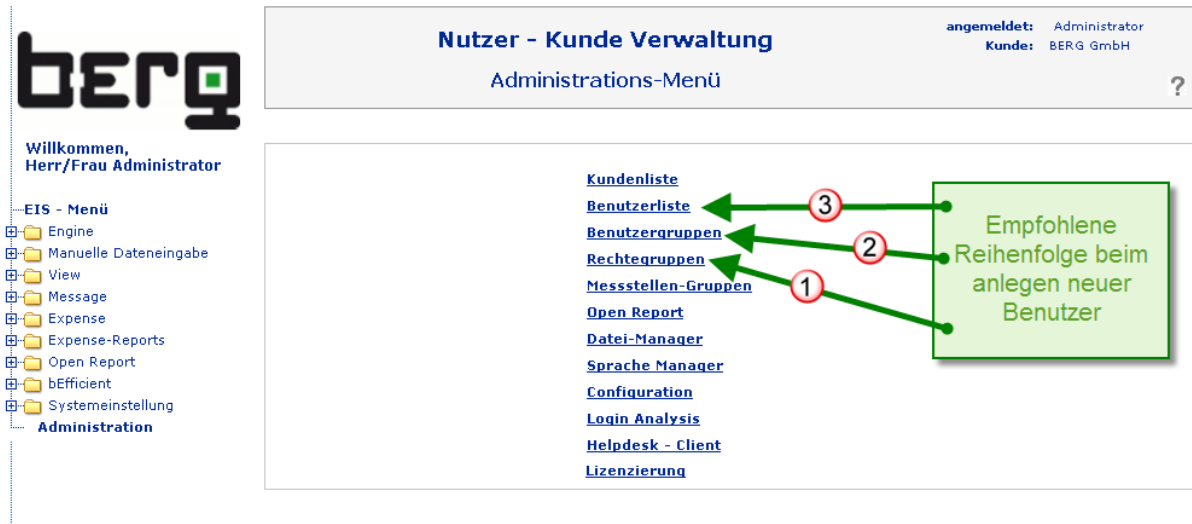 berg
Willkommen,
Herr/Frau Administrator
EIS - Menü
Engine
Manuelle Dateneingabe
View
Message
Expense
Expense-Reports
Open Report
bEfficient
Systemeinstellung
Administration
Nutzer - Kunde Verwaltung
Administrations-Menü
angemeldet: Administrator
Kunde: BERG GmbH
?
Kundenliste
Benutzerliste
Benutzergruppen
Rechtegruppen
Messstellen-Gruppen
Open Report
Datei-Manager
Sprache Manager
Configuration
Login Analysis
Helpdesk - Client
Lizenzierung
3
2
1
Empfohlene
Reihenfolge beim
anlegen neuer
Benutzer